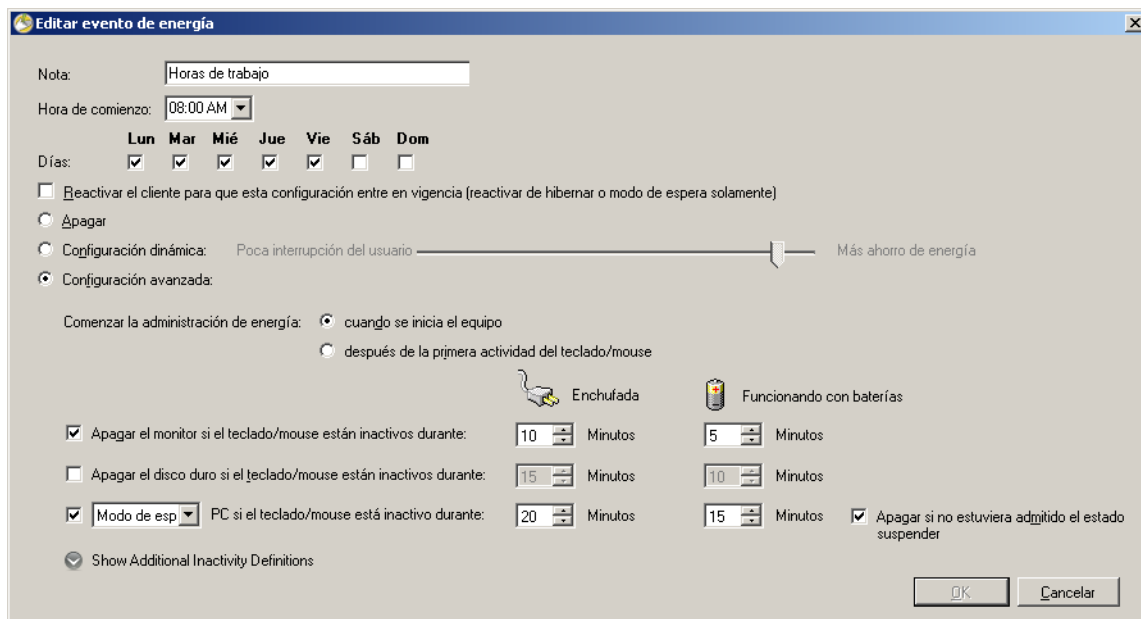 Editar evento de energía
Nota: Horas de trabajo
Hora de comienzo: 08:00 AM
Lun Mar Mié Jue Vie Sáb Dom
Días:
Reactivar el cliente para que esta configuración entre en vigencia (reactivar de hibernar o modo de espera solamente)
Apagar
Configuración dinámica: Poca interrupción del usuario Más ahorro de energía
Configuración avanzada:
Comenzar la administración de energía: cuando se inicia el equipo
después de la primera actividad del teclado/mouse
Enchufada Funcionando con baterías
Apagar el monitor si el teclado/mouse están inactivos durante: 10 Minutos 5 Minutos
Apagar el disco duro si el teclado/mouse están inactivos durante: 15 Minutos 10 Minutos
Modo de esp PC si el teclado/mouse está inactivo durante: 20 Minutos 15 Minutos Apagar si no estuviera admitido el estado
suspender
Show Additional Inactivity Definitions
OK Cancelar